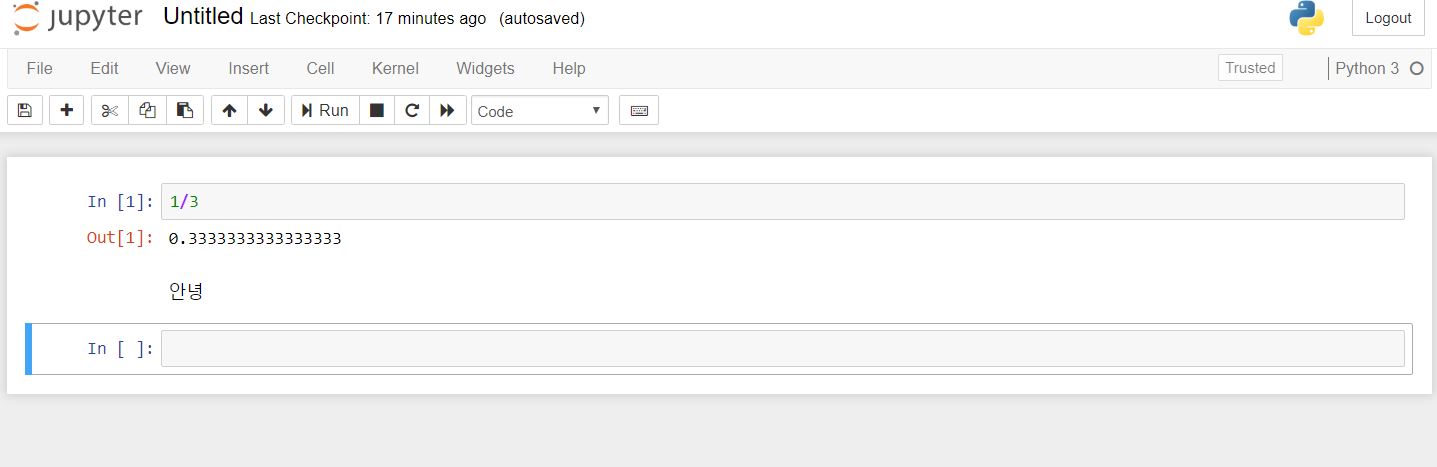 jupyter Untitled Last Checkpoint: 17 minutes ago (autosaved) Logout
File Edit View Insert Cell Kernel Widgets Help Trusted Python 3
Run Code
In [1]: 1/3
Out[1]: 0.3333333333333333
안녕
In [ ]: